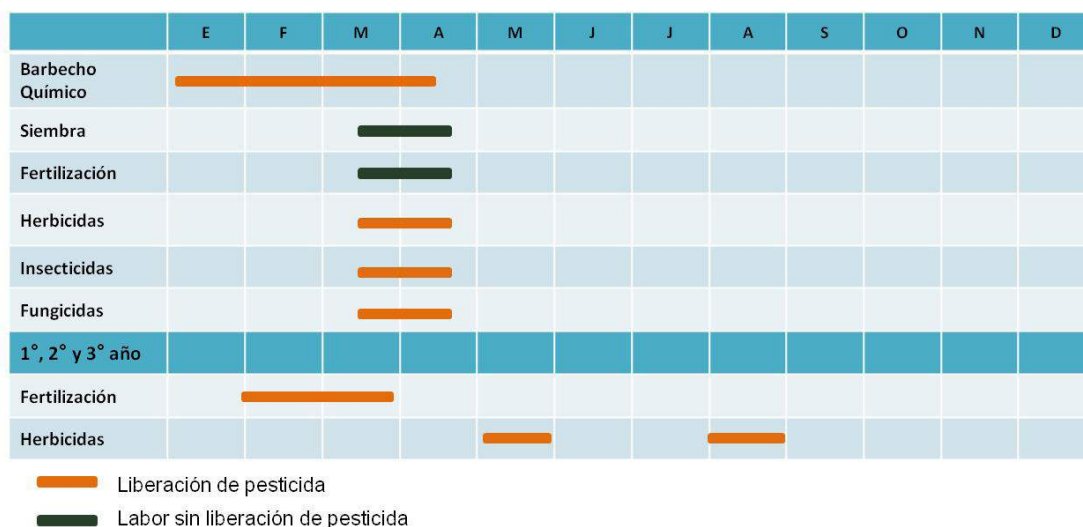 E F M A M J J A S O N D
Barbecho
Químico
Siembra
Fertilización
Herbicidas
Insecticidas
Fungicidas
1°, 2° y 3° año
Fertilización
Herbicidas
Liberación de pesticida
Labor sin liberación de pesticida